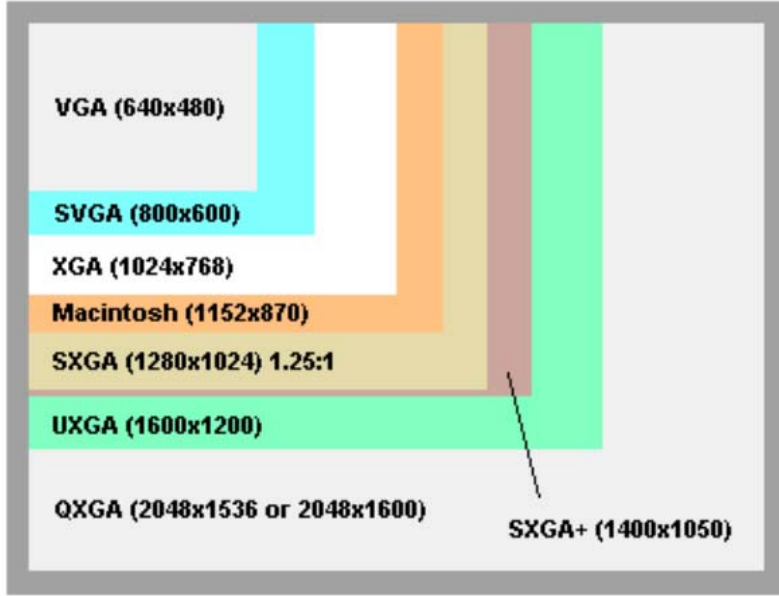 VGA (640x480)
SVGA (800x600)
XGA (1024x768)
Macintosh (1152x870)
SXGA (1280x1024) 1.25:1
UXGA (1600x1200)
QXGA (2048x1536 or 2048x1600)
SXGA+ (1400x1050)